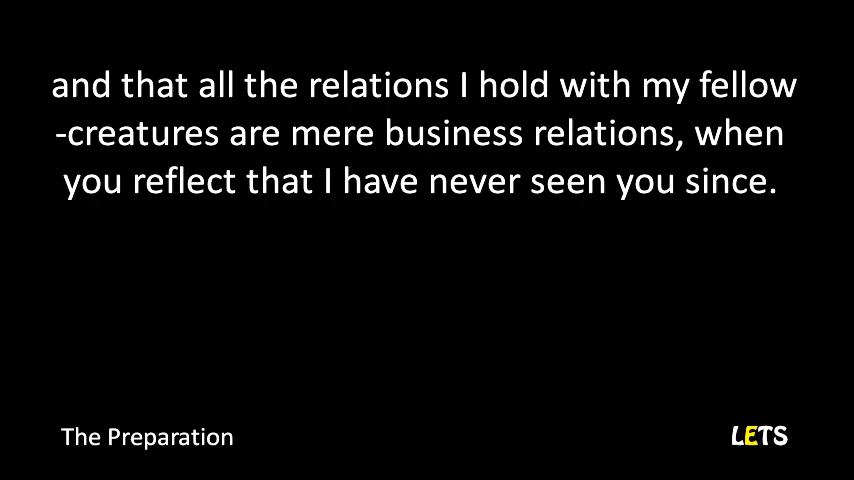 and that all the relations I hold with my fellow
-creatures are mere business relations, when
you reflect that I have never seen you since.
The Preparation
LETS